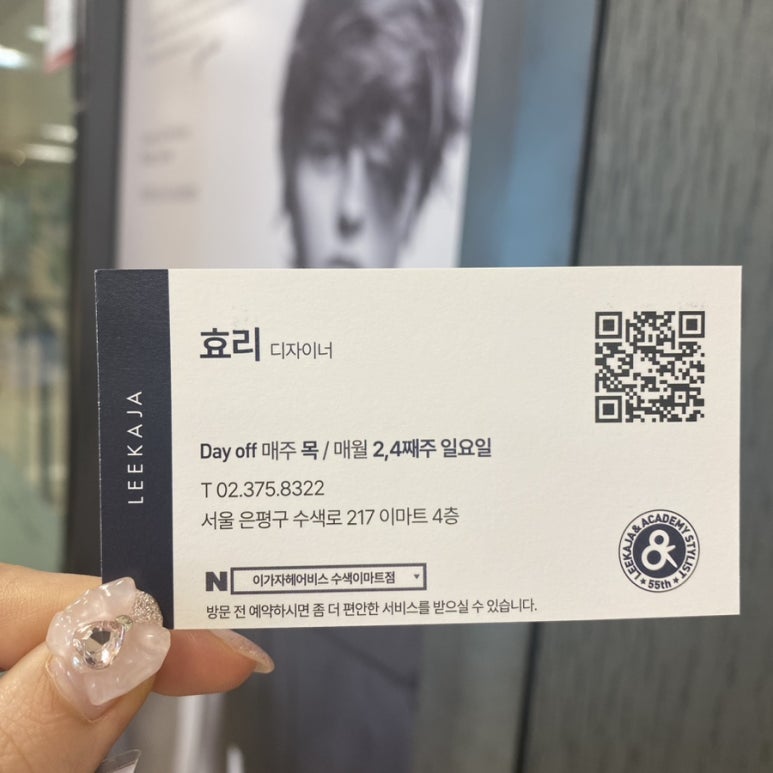 LEEKAJA
효리 디자이너
Day off 매주 목 / 매월 2,4째주 일요일
T 02.375.8322
서울 은평구 수색로 217 이마트 4층
N 이가자헤어비스 수색이마트점
방문 전 예약하시면 좀 더 편안한 서비스를 받으실 수 있습니다.
LEEKAJA & ACADEMY STYLIST
&
55th